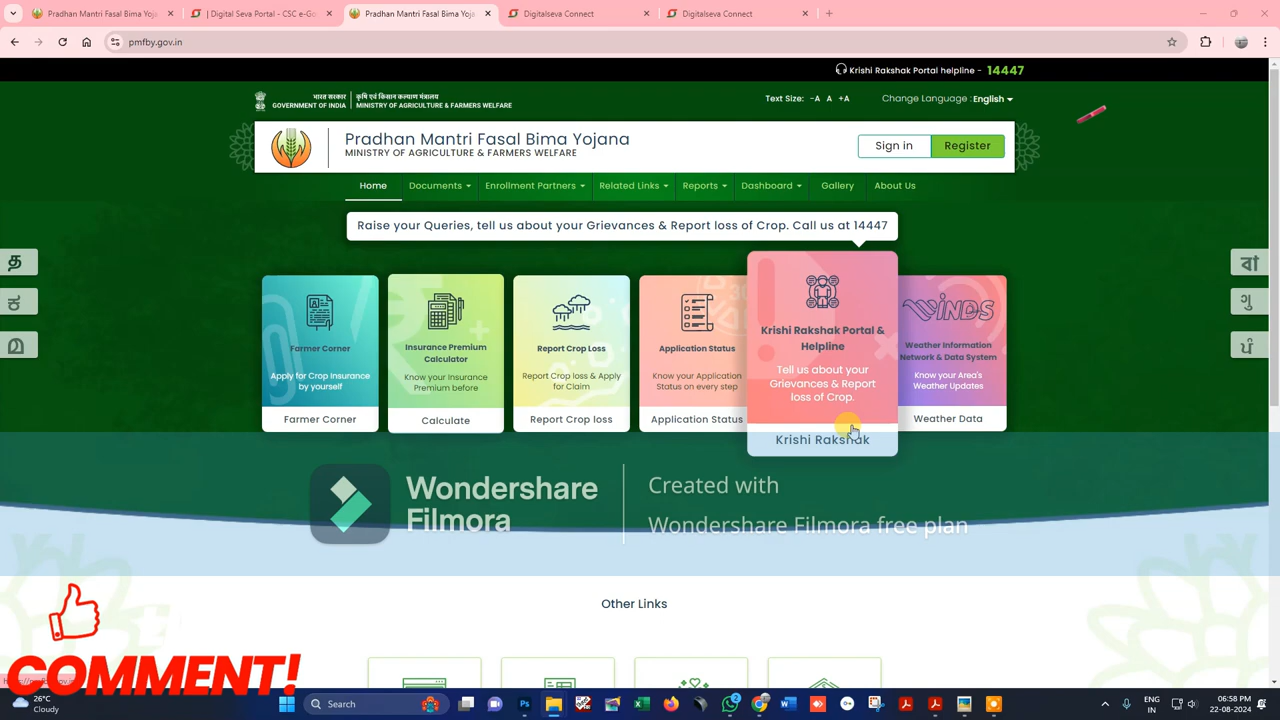 Pradhan Mantri Fasal Bima Yoja
| Digital Seva Portal - CSC e-Go
Pradhan Mantri Fasal Bima Yoja
Digitalseva Connect
Digitalseva Connect
pmfby.gov.in
Krishi Rakshak Portal helpline - 14447
भारत सरकार
GOVERNMENT OF INDIA
कृषि एवं किसान कल्याण मंत्रालय
MINISTRY OF AGRICULTURE & FARMERS WELFARE
Text Size: -A A +A
Change Language : English
Pradhan Mantri Fasal Bima Yojana
MINISTRY OF AGRICULTURE & FARMERS WELFARE
Sign in
Register
Home
Documents
Enrollment Partners
Related Links
Reports
Dashboard
Gallery
About Us
Raise your Queries, tell us about your Grievances & Report loss of Crop. Call us at 14447
த
ಕ
മ
বা
ગુ
Farmer Corner
Apply for Crop Insurance
by yourself
Farmer Corner
Insurance Premium
Calculator
Know your Insurance
Premium before
Calculate
Report Crop Loss
Report Crop Loss & Apply
for Claim
Report Crop loss
Application Status
Know your Application
Status on every step
Application Status
Krishi Rakshak Portal &
Helpline
Tell us about your
Grievances & Report
loss of Crop.
Krishi Rakshak
WINDS
Weather Information
Network & Data System
Know your Area's
Weather Updates
Weather Data
Wondershare
Filmora
Created with
Wondershare Filmora free plan
Other Links
COMMENT!
26°C
Cloudy
Search
2
ENG
IN
06:58 PM
22-08-2024